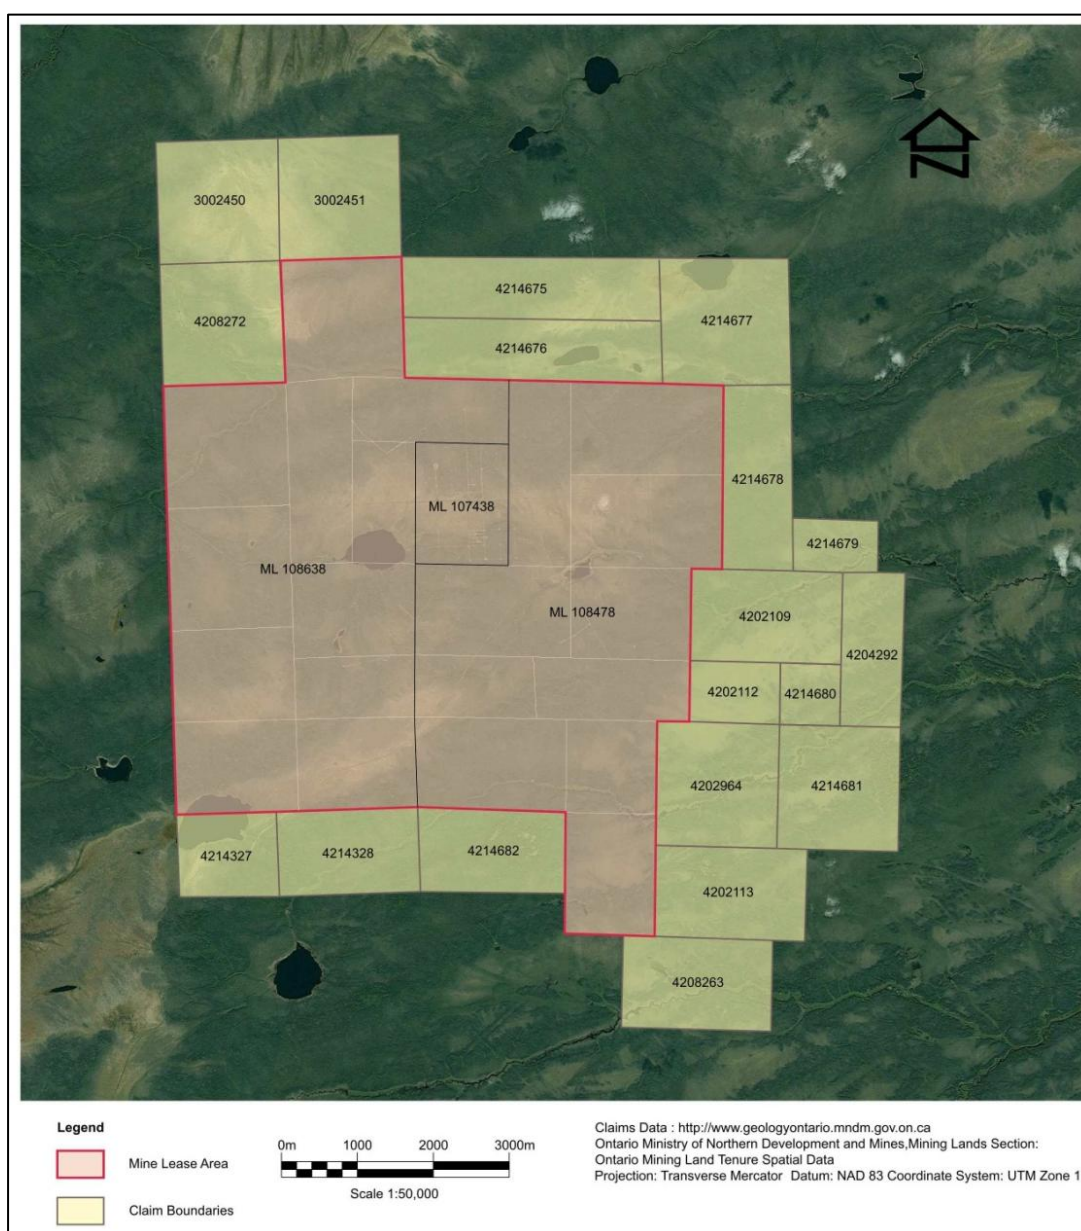 3002450
3002451
4208272
4214675
4214676
4214677
4214678
ML 107438
4214679
ML 108638
ML 108478
4202109
4204292
4202112
4214680
4202964
4214681
4214327
4214328
4214682
4202113
4208263
N
Legend
Mine Lease Area
Claim Boundaries
0m 1000 2000 3000m
Scale 1:50,000
Claims Data : http://www.geologyontario.mndm.gov.on.ca
Ontario Ministry of Northern Development and Mines,Mining Lands Section:
Ontario Mining Land Tenure Spatial Data
Projection: Transverse Mercator Datum: NAD 83 Coordinate System: UTM Zone 1